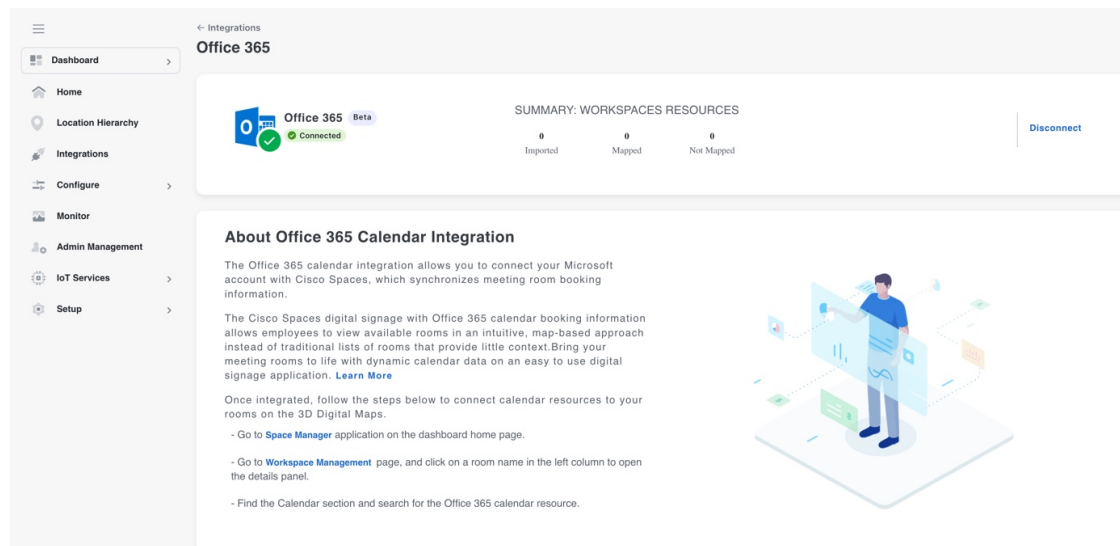 ← Integrations
Office 365
Dashboard
Home
Location Hierarchy
Integrations
Configure
Monitor
Admin Management
IoT Services
Setup
Office 365 Beta
Connected
SUMMARY: WORKSPACES RESOURCES
0 0 0
Imported Mapped Not Mapped
Disconnect
About Office 365 Calendar Integration
The Office 365 calendar integration allows you to connect your Microsoft
account with Cisco Spaces, which synchronizes meeting room booking
information.
The Cisco Spaces digital signage with Office 365 calendar booking information
allows employees to view available rooms in an intuitive, map-based approach
instead of traditional lists of rooms that provide little context.Bring your
meeting rooms to life with dynamic calendar data on an easy to use digital
signage application. Learn More
Once integrated, follow the steps below to connect calendar resources to your
rooms on the 3D Digital Maps.
- Go to Space Manager application on the dashboard home page.
- Go to Workspace Management page, and click on a room name in the left column to open
the details panel.
- Find the Calendar section and search for the Office 365 calendar resource.